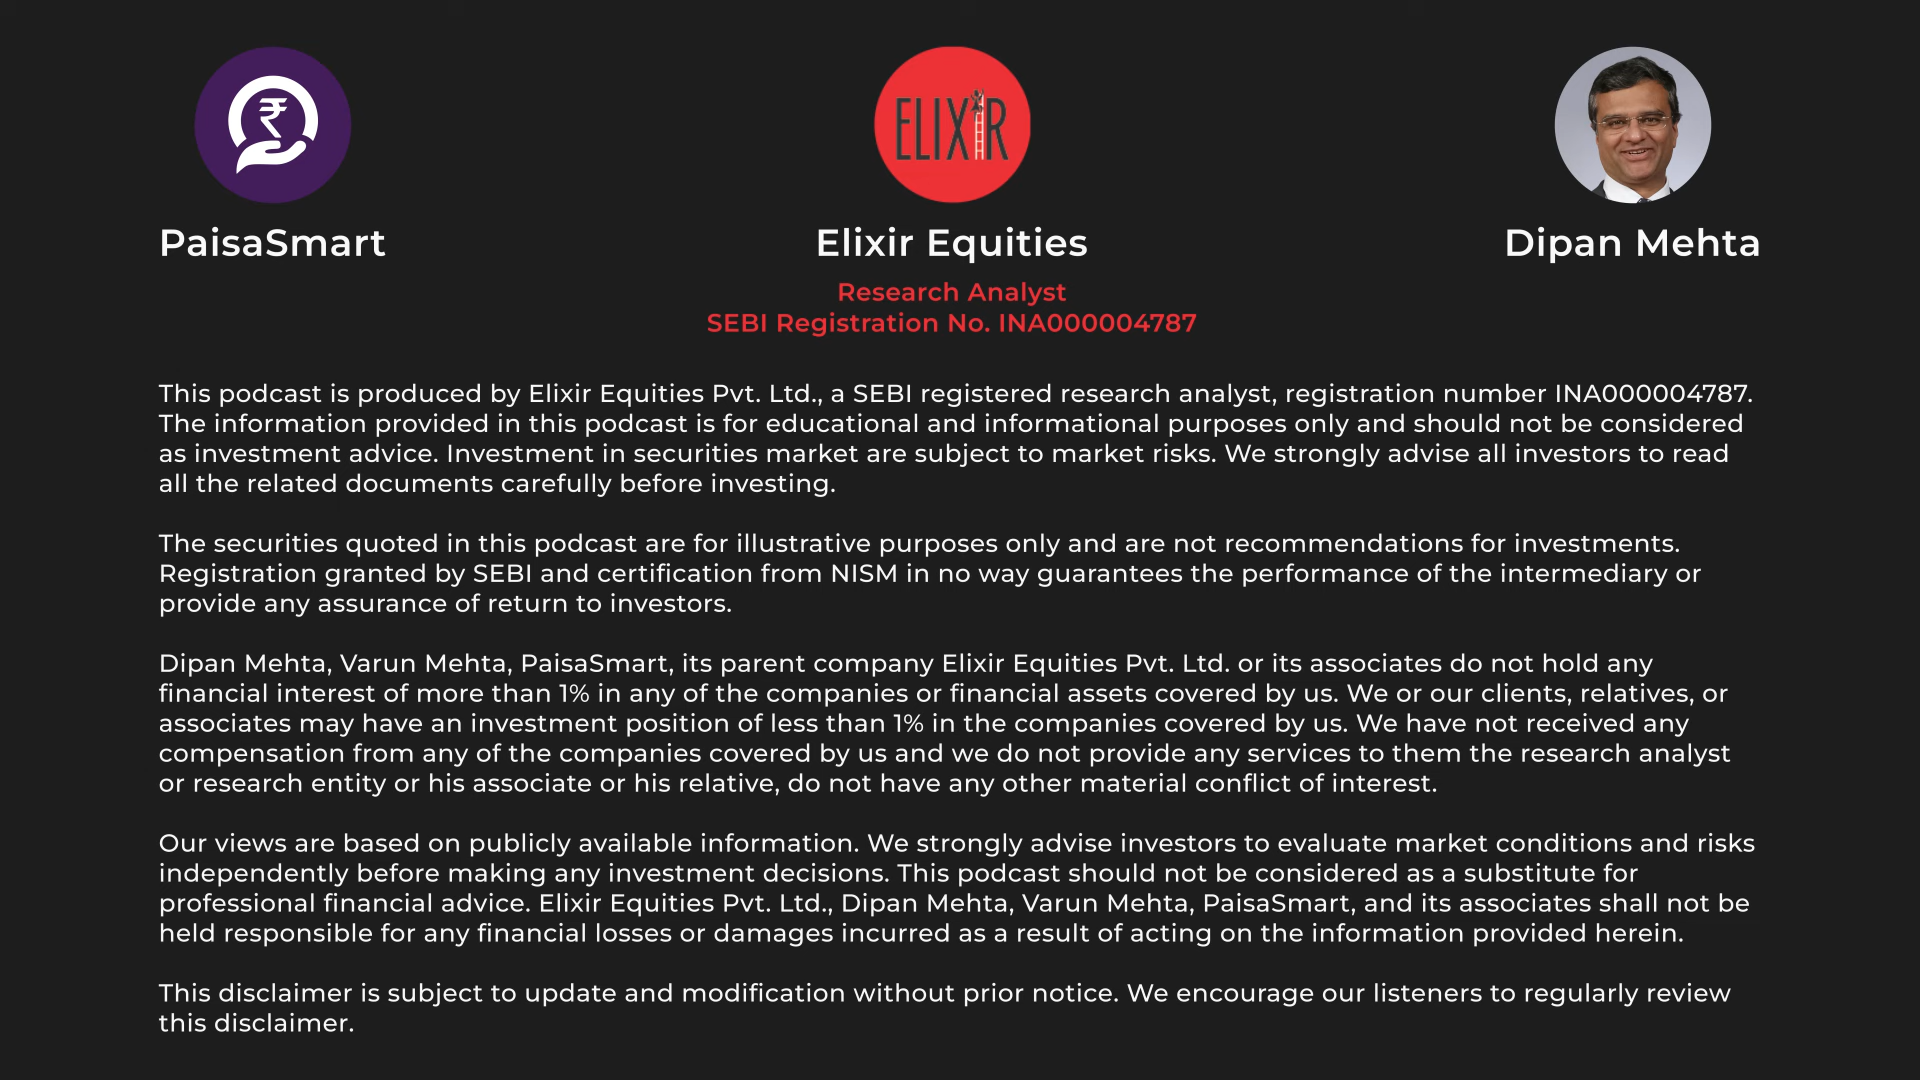 ELIXIR
PaisaSmart
Elixir Equities
Dipan Mehta
Research Analyst
SEBI Registration No. INA000004787
This podcast is produced by Elixir Equities Pvt. Ltd., a SEBI registered research analyst, registration number INA000004787.
The information provided in this podcast is for educational and informational purposes only and should not be considered
as investment advice. Investment in securities market are subject to market risks. We strongly advise all investors to read
all the related documents carefully before investing.
The securities quoted in this podcast are for illustrative purposes only and are not recommendations for investments.
Registration granted by SEBI and certification from NISM in no way guarantees the performance of the intermediary or
provide any assurance of return to investors.
Dipan Mehta, Varun Mehta, PaisaSmart, its parent company Elixir Equities Pvt. Ltd. or its associates do not hold any
financial interest of more than 1% in any of the companies or financial assets covered by us. We or our clients, relatives, or
associates may have an investment position of less than 1% in the companies covered by us. We have not received any
compensation from any of the companies covered by us and we do not provide any services to them the research analyst
or research entity or his associate or his relative, do not have any other material conflict of interest.
Our views are based on publicly available information. We strongly advise investors to evaluate market conditions and risks
independently before making any investment decisions. This podcast should not be considered as a substitute for
professional financial advice. Elixir Equities Pvt. Ltd., Dipan Mehta, Varun Mehta, PaisaSmart, and its associates shall not be
held responsible for any financial losses or damages incurred as a result of acting on the information provided herein.
This disclaimer is subject to update and modification without prior notice. We encourage our listeners to regularly review
this disclaimer.